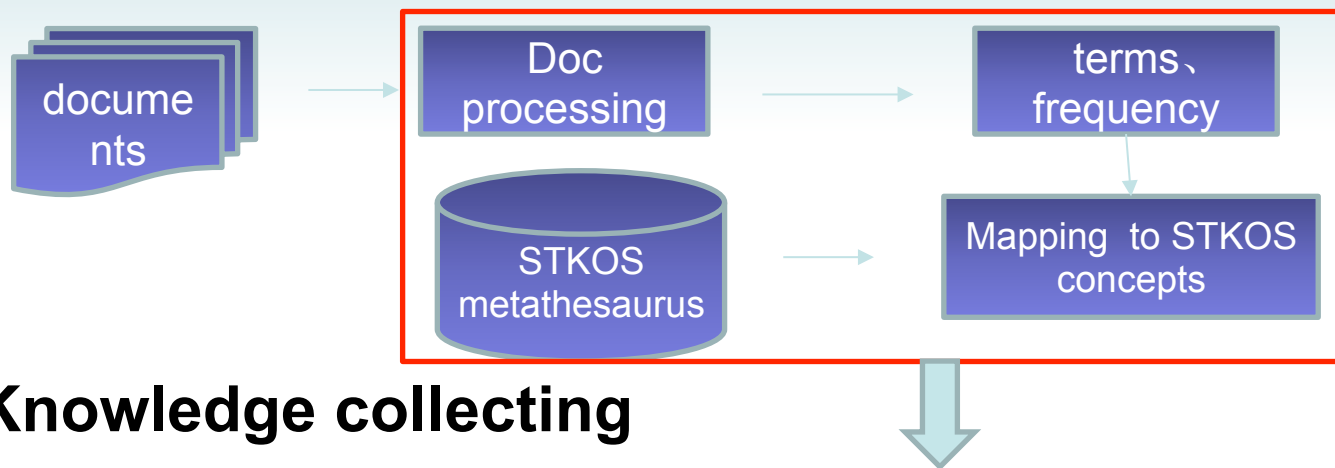 docume
nts
Doc
processing
terms、
frequency
STKOS
metathesaurus
Mapping to STKOS
concepts
Knowledge collecting